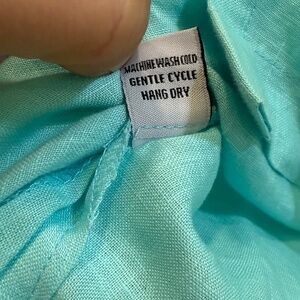 MACHINE WASH COLD
GENTLE CYCLE
HANG DRY